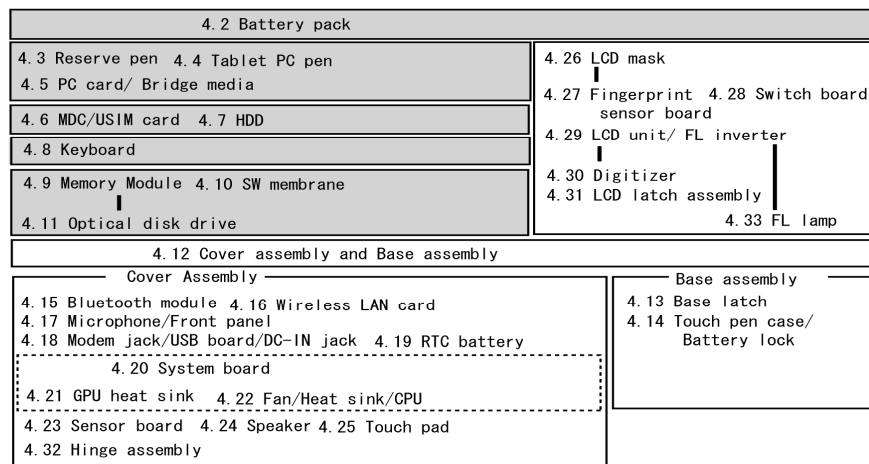 4.2 Battery pack
4.3 Reserve pen 4.4 Tablet PC pen
4.5 PC card/ Bridge media
4.6 MDC/USIM card 4.7 HDD
4.8 Keyboard
4.9 Memory Module 4.10 SW membrane
4.11 Optical disk drive
4.26 LCD mask
4.27 Fingerprint 4.28 Switch board
sensor board
4.29 LCD unit/ FL inverter
4.30 Digitizer
4.31 LCD latch assembly
4.33 FL lamp
4.12 Cover assembly and Base assembly
Cover Assembly
4.15 Bluetooth module 4.16 Wireless LAN card
4.17 Microphone/Front panel
4.18 Modem jack/USB board/DC-IN jack 4.19 RTC battery
4.20 System board
4.21 GPU heat sink 4.22 Fan/Heat sink/CPU
4.23 Sensor board 4.24 Speaker 4.25 Touch pad
4.32 Hinge assembly
Base assembly
4.13 Base latch
4.14 Touch pen case/
Battery lock